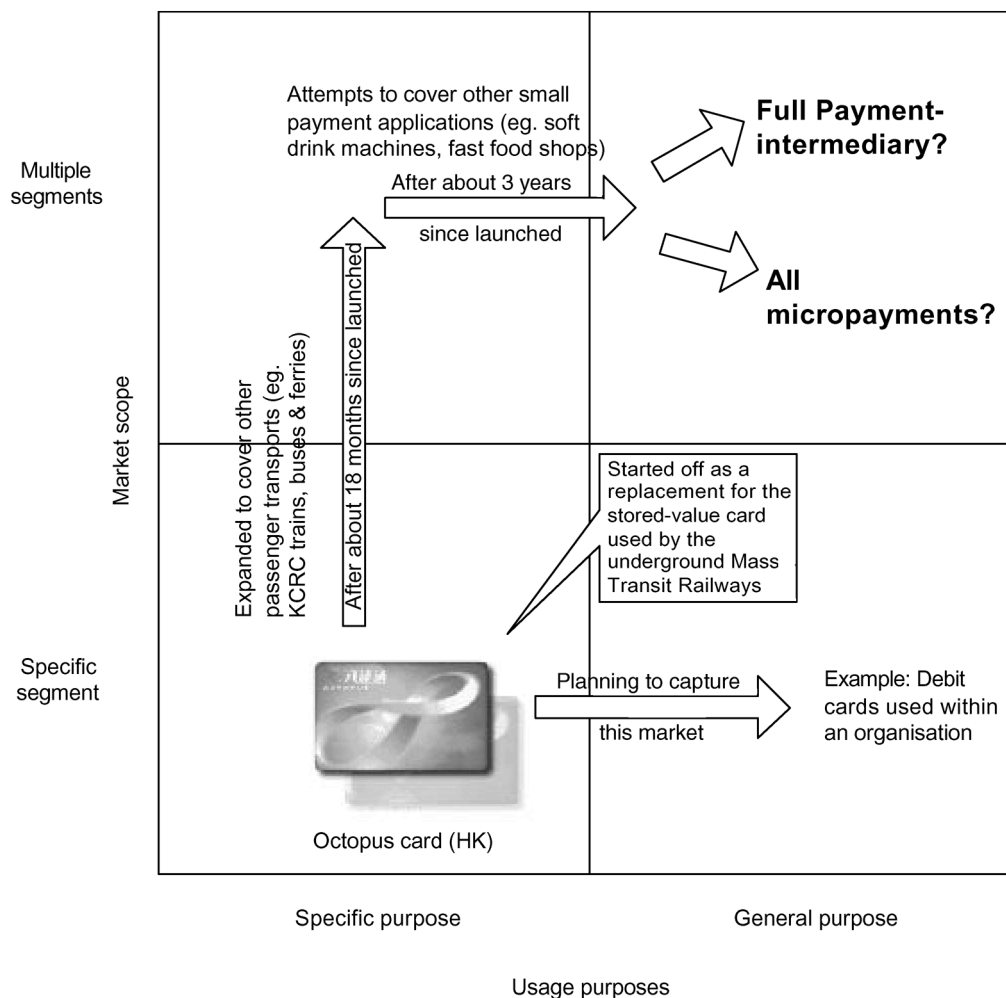 Attempts to cover other small
payment applications (eg. soft
drink machines, fast food shops)
After about 3 years
since launched
Full Payment-
intermediary?
All
micropayments?
Multiple
segments
Market scope
Expanded to cover other
passenger transports (eg.
KCRC trains, buses & ferries)
After about 18 months since launched
Started off as a
replacement for the
stored-value card
used by the
underground Mass
Transit Railways
Specific
segment
八達通
OCTOPUS
Planning to capture
this market
Example: Debit
cards used within
an organisation
Octopus card (HK)
Specific purpose
General purpose
Usage purposes